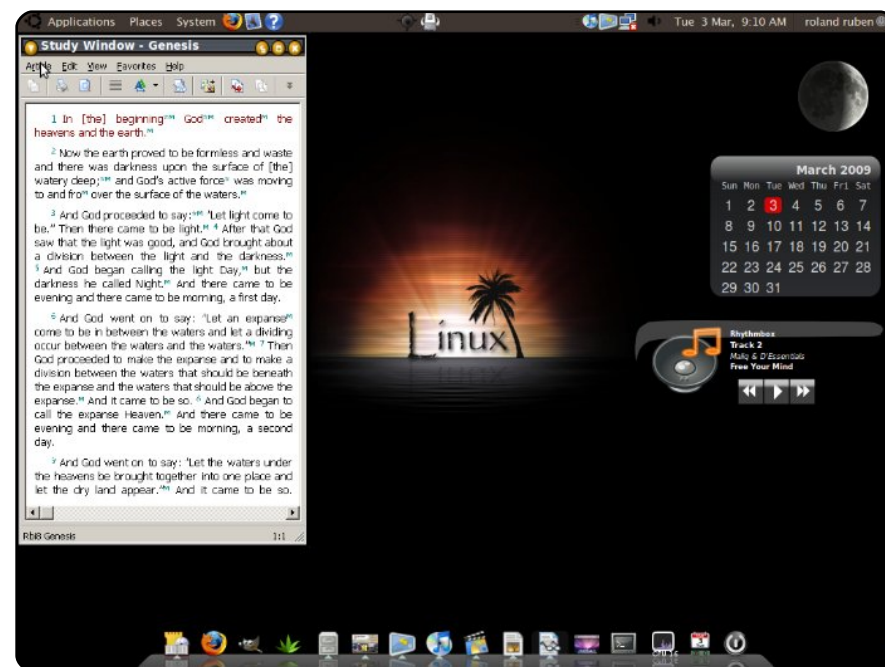 Applications Places System
Tue 3 Mar, 9:10 AM roland ruben
Study Window - Genesis
Article Edit View Favorites Help
1 In [the] beginning God created the
heavens and the earth.
2 Now the earth proved to be formless and waste
and there was darkness upon the surface of [the]
watery deep; and God's active force was moving
to and fro over the surface of the waters.
3 And God proceeded to say: "Let light come to
be." Then there came to be light. 4 After that God
saw that the light was good, and God brought about
a division between the light and the darkness.
5 And God began calling the light Day, but the
darkness he called Night. And there came to be
evening and there came to be morning, a first day.
6 And God went on to say: "Let an expanse
come to be in between the waters and let a dividing
occur between the waters and the waters." 7 Then
God proceeded to make the expanse and to make a
division between the waters that should be beneath
the expanse and the waters that should be above the
expanse. And it came to be so. 8 And God began to
call the expanse Heaven. And there came to be
evening and there came to be morning, a second
day.
9 And God went on to say: "Let the waters under
the heavens be brought together into one place and
let the dry land appear." And it came to be so.
Rbi8 Genesis 1:1
Linux
March 2009
Sun Mon Tue Wed Thu Fri Sat
1 2 3 4 5 6 7
8 9 10 11 12 13 14
15 16 17 18 19 20 21
22 23 24 25 26 27 28
29 30 31
Rhythmbox
Track 2
Maliq & D'Essentials
Free Your Mind